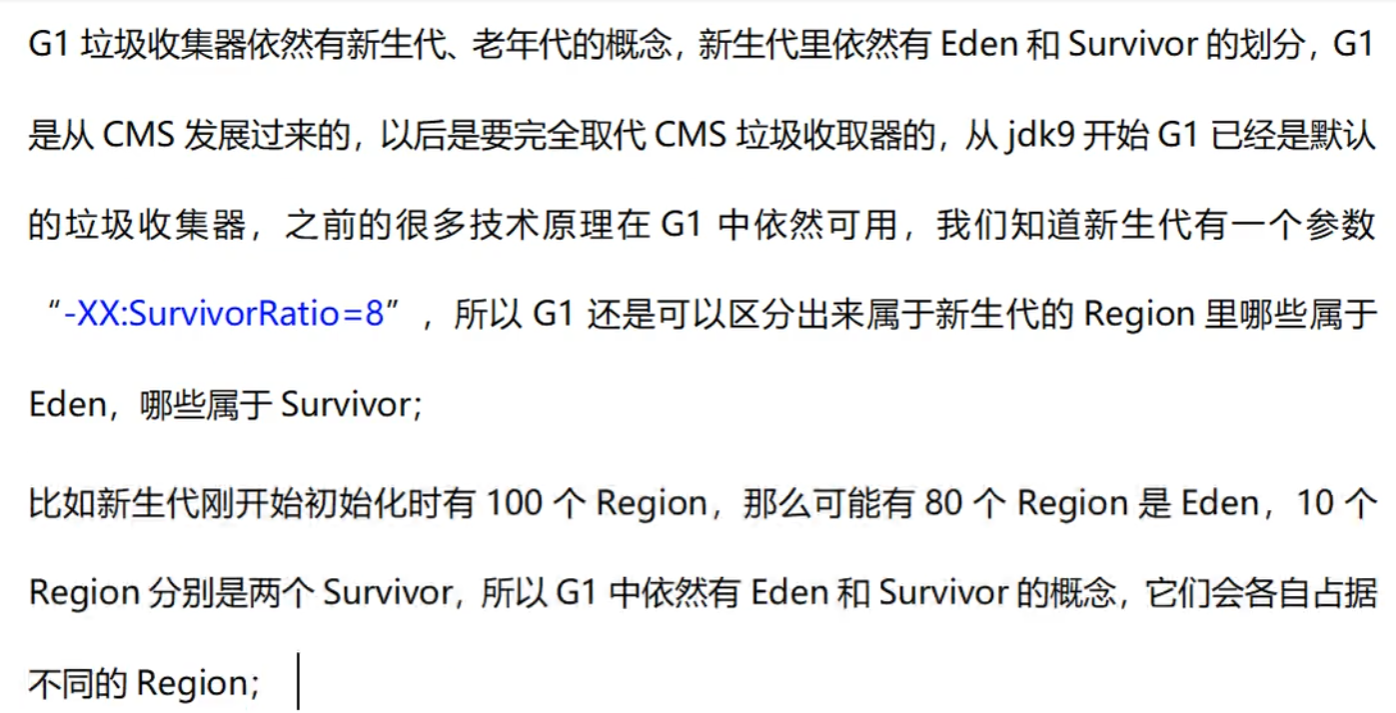 G1 垃圾收集器依然有新生代、老年代的概念，新生代里依然有 Eden 和 Survivor 的划分，G1
是从 CMS 发展过来的，以后是要完全取代 CMS 垃圾收取器的，从 jdk9 开始 G1 已经是默认
的垃圾收集器，之前的很多技术原理在 G1 中依然可用，我们知道新生代有一个参数
“-XX:SurvivorRatio=8”，所以 G1 还是可以区分出来属于新生代的 Region 里哪些属于
Eden，哪些属于 Survivor；
比如新生代刚开始初始化时有 100 个 Region，那么可能有 80 个 Region 是 Eden，10 个
Region 分别是两个 Survivor，所以 G1 中依然有 Eden 和 Survivor 的概念，它们会各自占据
不同的 Region；